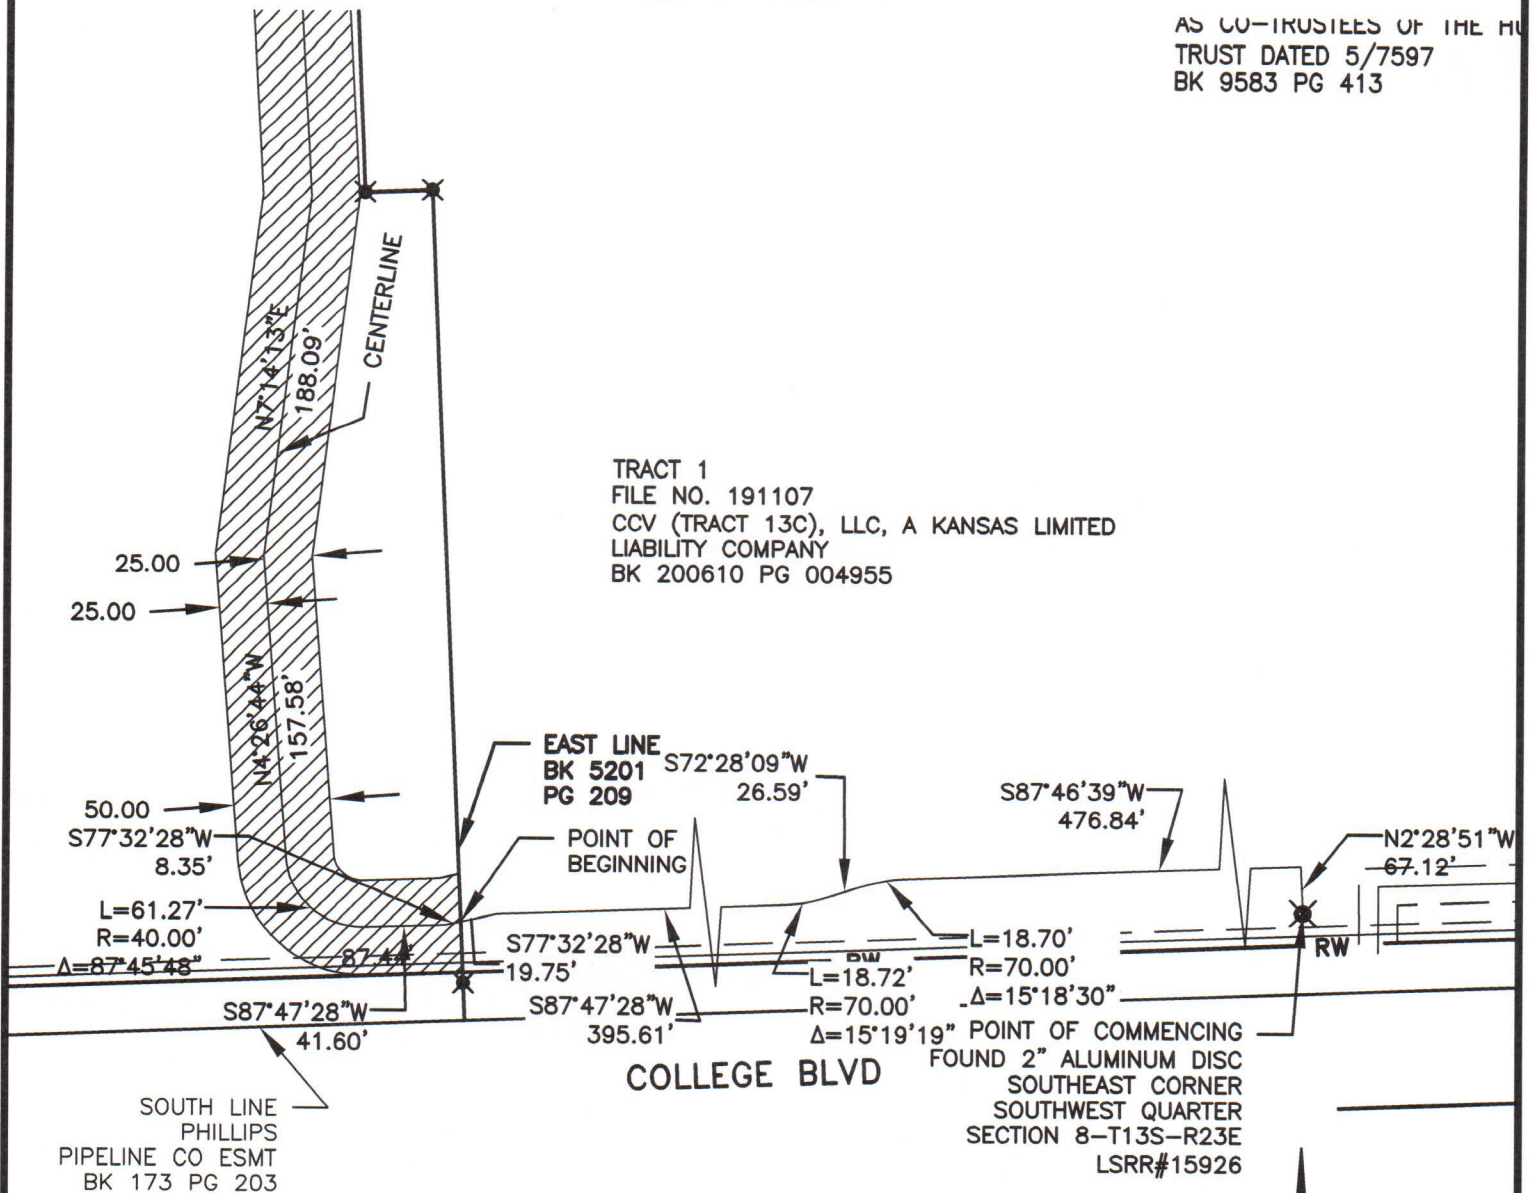 AS CO-TRUSTEES OF THE
TRUST DATED 5/7597
BK 9583 PG 413
CENTERLINE
N7°14'13"E
188.09'
TRACT 1
FILE NO. 191107
CCV (TRACT 13C), LLC, A KANSAS LIMITED
LIABILITY COMPANY
BK 200610 PG 004955
25.00
25.00
N4°26'44"W
157.58'
50.00
EAST LINE
BK 5201
PG 209
S72°28'09"W
26.59'
S87°46'39"W
476.84'
N2°28'51"W
67.12'
S77°32'28"W
8.35'
POINT OF
BEGINNING
L=61.27'
R=40.00'
Δ=87°45'48"
S77°32'28"W
19.75'
L=18.70'
R=70.00'
Δ=15°18'30"
RW
RW
L=18.72'
R=70.00'
Δ=15°19'19"
S87°47'28"W
41.60'
S87°47'28"W
395.61'
COLLEGE BLVD
POINT OF COMMENCING
FOUND 2" ALUMINUM DISC
SOUTHEAST CORNER
SOUTHWEST QUARTER
SECTION 8-T13S-R23E
LSRR#15926
SOUTH LINE
PHILLIPS
PIPELINE CO ESMT
BK 173 PG 203